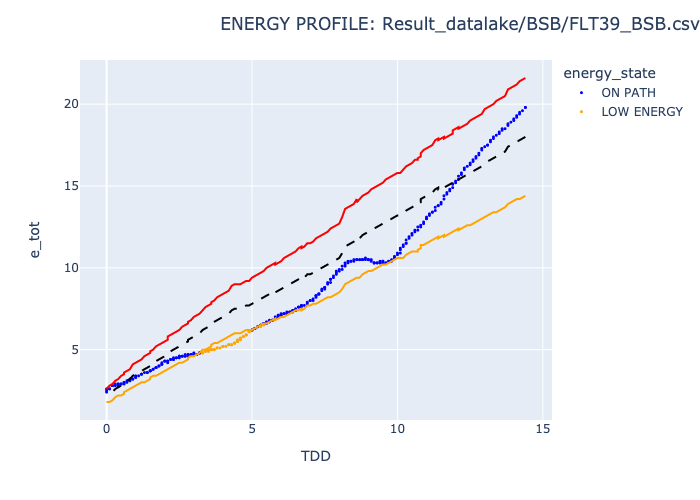 ENERGY PROFILE: Result_datalake/BSB/FLT39_BSB.csv
energy_state
ON PATH
LOW ENERGY
e_tot
20
15
10
5
0
5
10
15
TDD